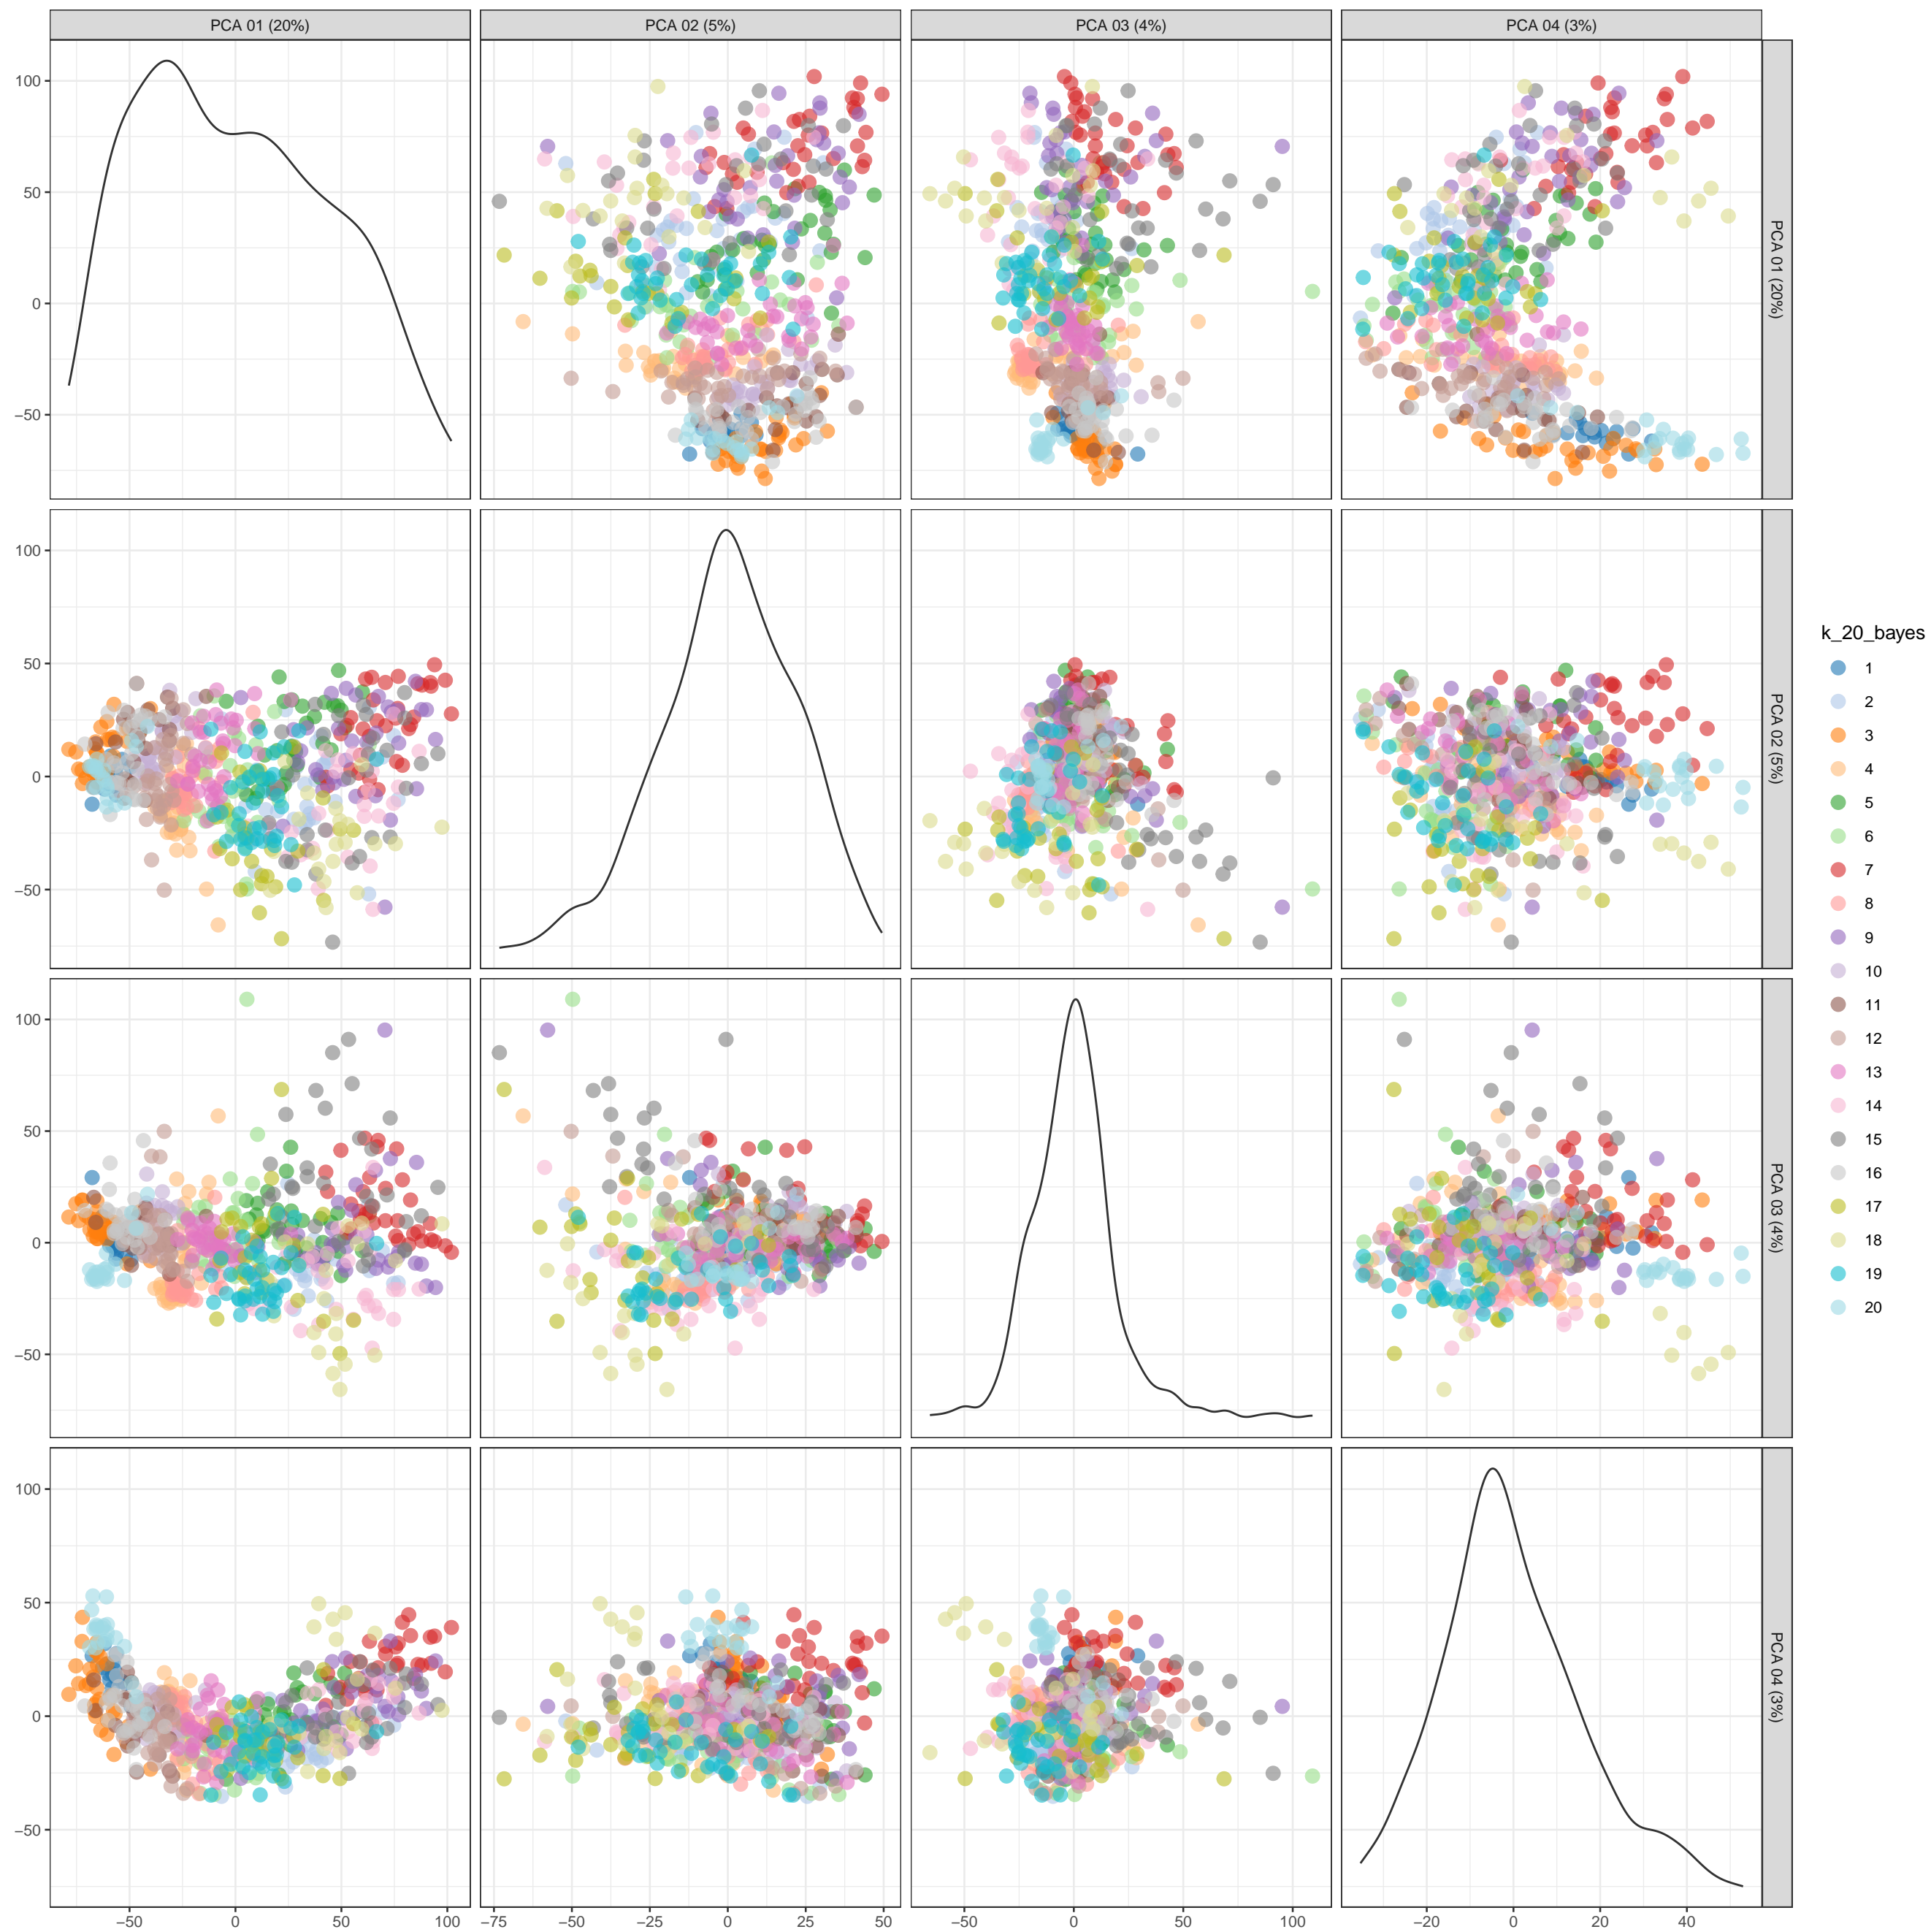 PCA 01 (20%)
PCA 02 (5%)
PCA 03 (4%)
PCA 04 (3%)
100
50
0
−50
PCA 01 (20%)
100
50
0
−50
PCA 02 (5%)
100
50
0
−50
PCA 03 (4%)
100
50
0
−50
PCA 04 (3%)
−50 0 50 100
−75 −50 −25 0 25 50
−50 0 50 100
−20 0 20 40
k_20_bayes
1
2
3
4
5
6
7
8
9
10
11
12
13
14
15
16
17
18
19
20